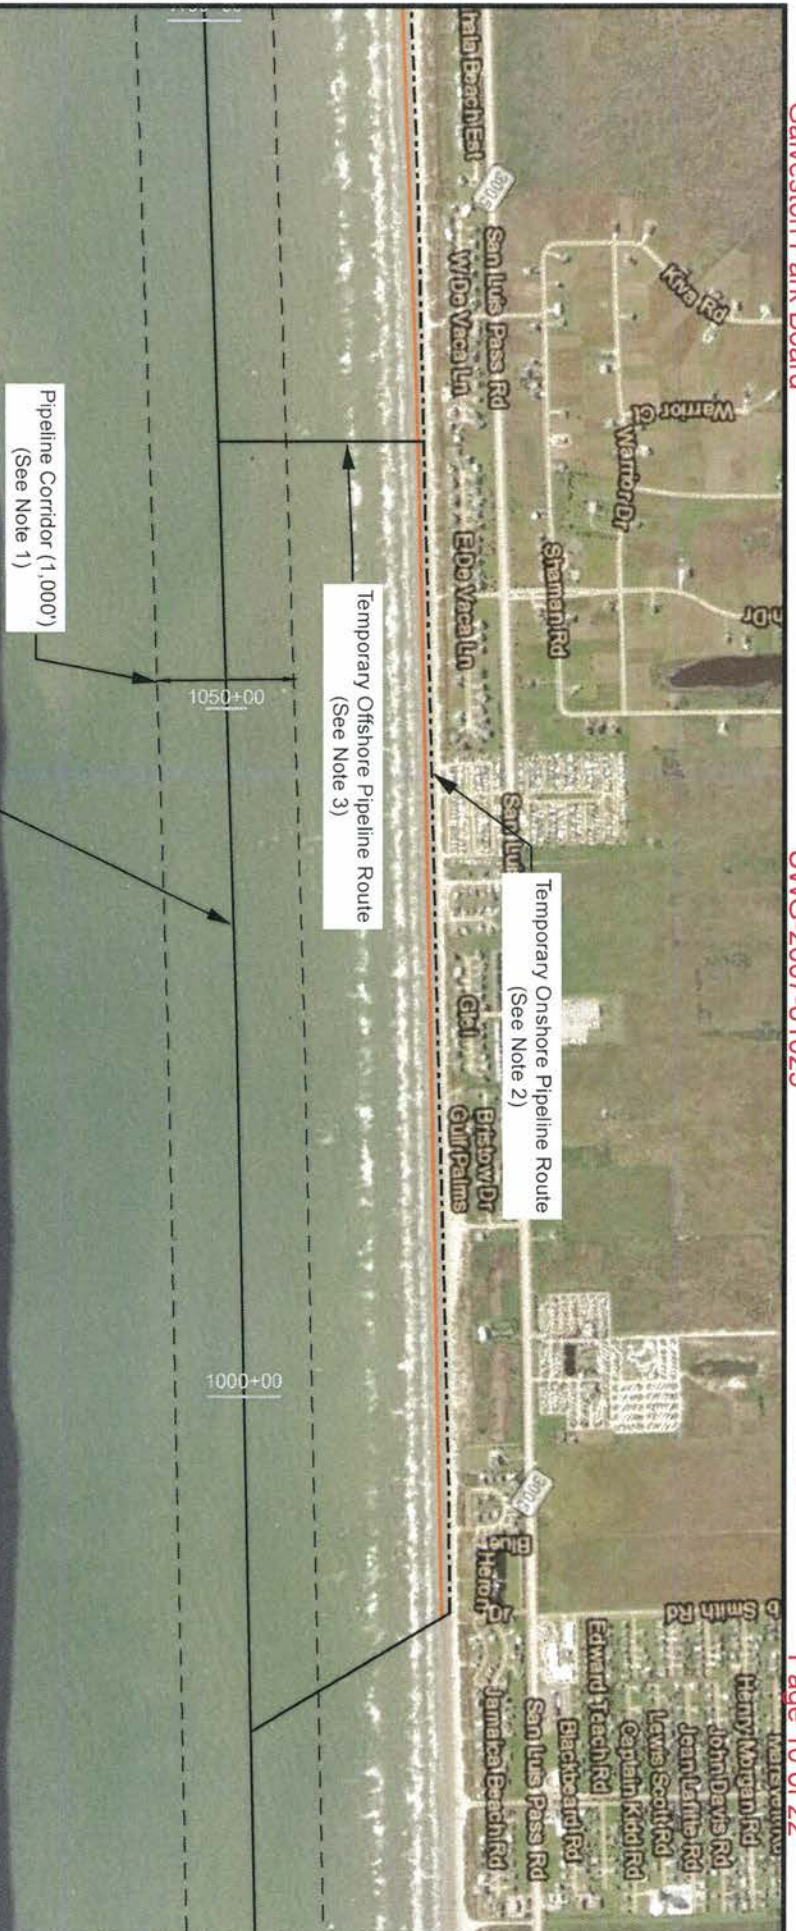 Galveston Park Board
Page 10 of 22
Kiva Rd
Warrior Ct
Warrior Dr
Shaman Rd
San Luis Pass Rd
3005
W De Vaca Ln
E De Vaca Ln
Beach Est
Temporary Onshore Pipeline Route
(See Note 2)
Gulf Palms
Bristow Dr
3005
Blue
Heron
Dr
Smith Rd
Henry Morgan Rd
John Davis Rd
Jean Lafitte Rd
Lewis Scott Rd
Captain Kidd Rd
Edward Teach Rd
Blackbeard Rd
San Luis Pass Rd
Jamaica Beach Rd
Temporary Offshore Pipeline Route
(See Note 3)
Pipeline Corridor (1,000')
(See Note 1)
1050+00
1000+00